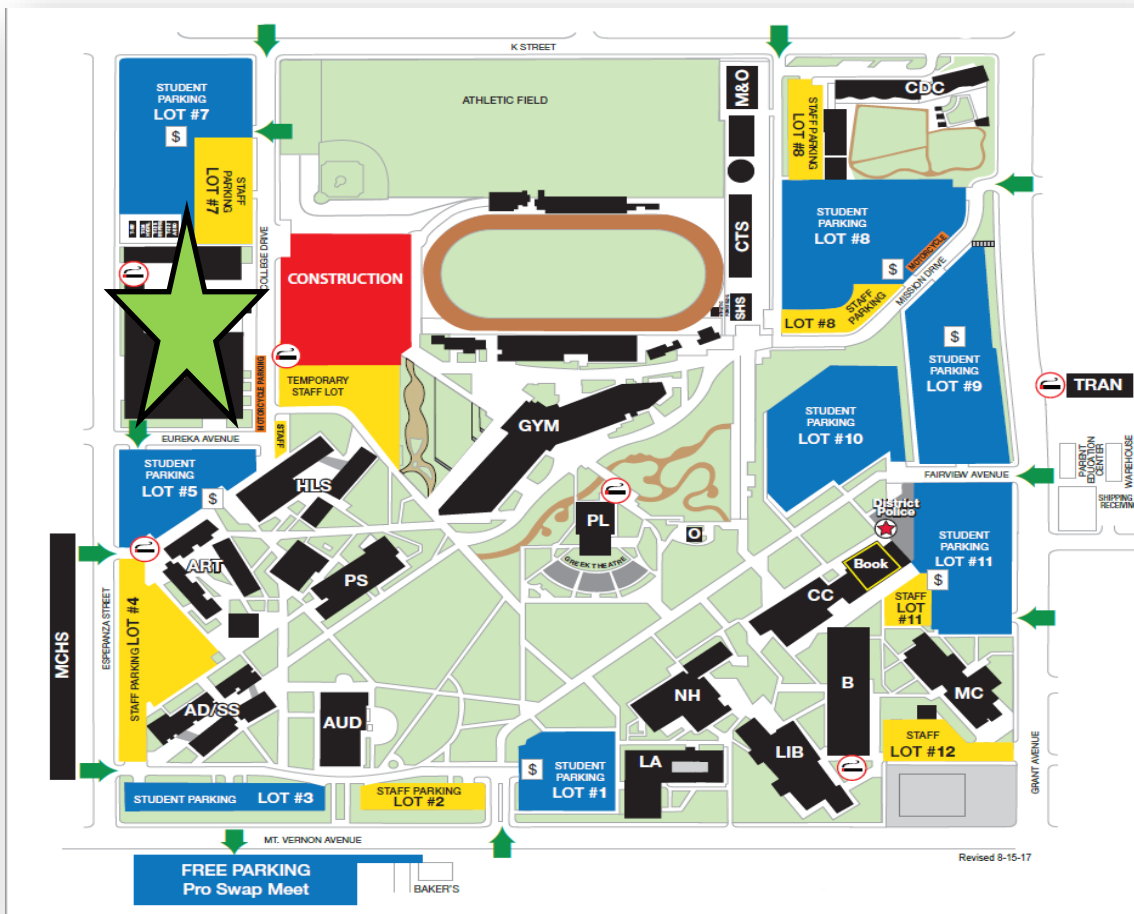 K STREET
STUDENT
PARKING
LOT #7
$
STAFF
PARKING
LOT #7
COLLEGE DRIVE
ATHLETIC FIELD
M&O
CTS
SHS
STAFF PARKING
LOT #8
CDC
STUDENT
PARKING
LOT #8
$
MOTORCYCLE
MISSION DRIVE
STAFF
PARKING
LOT #8
CONSTRUCTION
TEMPORARY
STAFF LOT
MOTORCYCLE PARKING
STAFF
EUREKA AVENUE
$
STUDENT
PARKING
LOT #9
TRAN
STUDENT
PARKING
LOT #10
GYM
PARENT
EDUCATION
CENTER
WAREHOUSE
SHIPPING
RECEIVING
FAIRVIEW AVENUE
STUDENT
PARKING
LOT #5
$
HLS
District
Police
PL
O
GREEK THEATRE
STUDENT
PARKING
LOT #11
$
Book
CC
STAFF
LOT
#11
ART
PS
MCHS
ESPERANZA STREET
STAFF PARKING LOT #4
AD/SS
AUD
NH
B
MC
LIB
LA
STAFF
LOT #12
GRANT AVENUE
$
STUDENT
PARKING
LOT #1
STUDENT PARKING LOT #3
STAFF PARKING
LOT #2
MT. VERNON AVENUE
FREE PARKING
Pro Swap Meet
BAKER'S
Revised 8-15-17